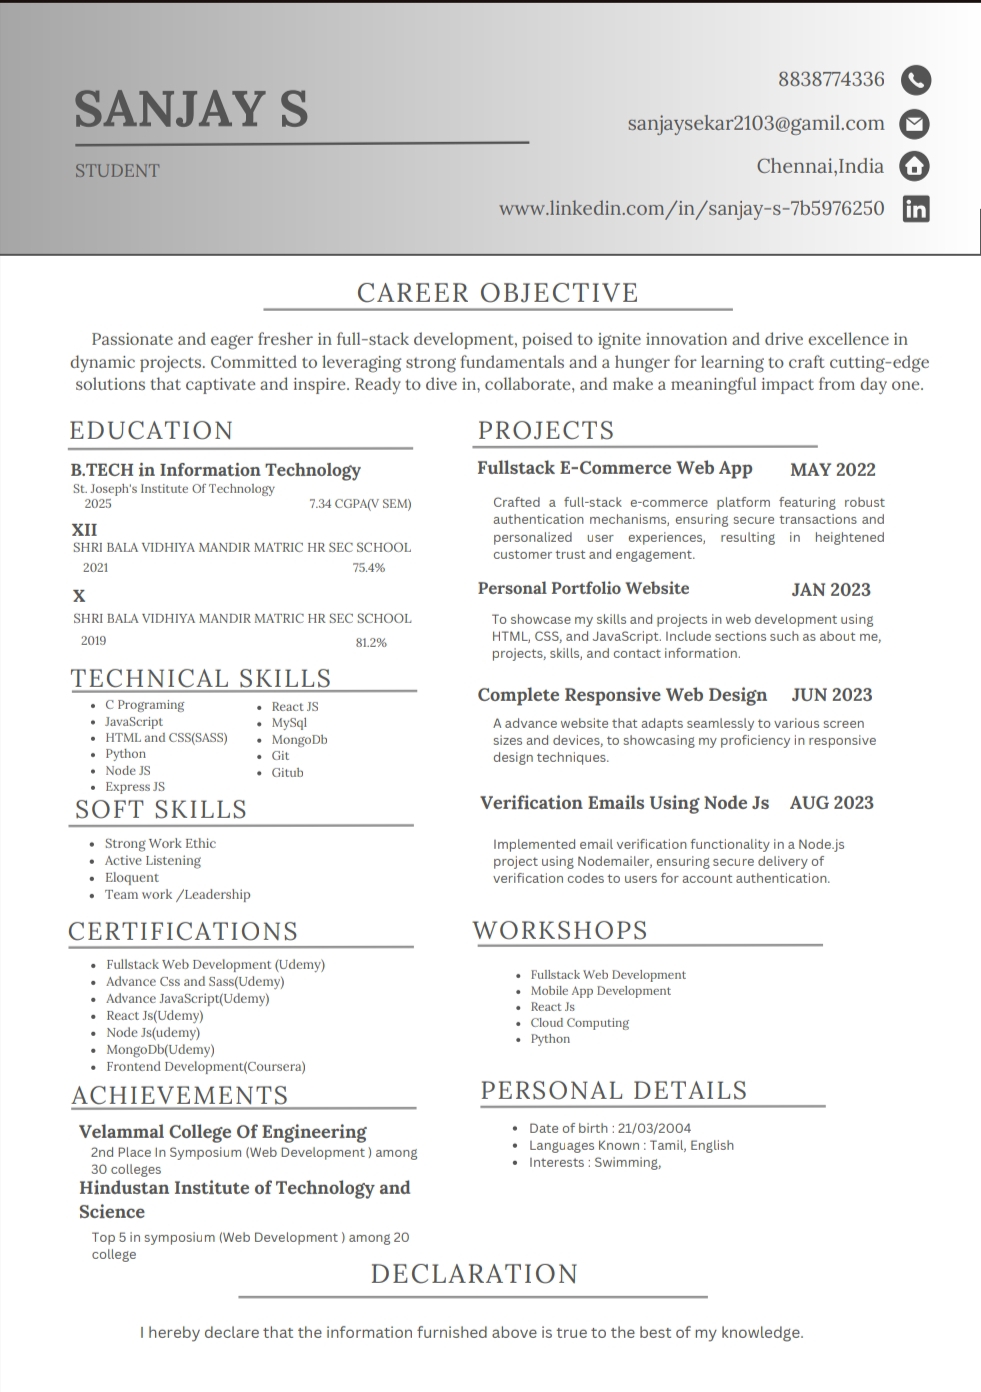 SANJAY S
STUDENT
8838774336
sanjaysekar2103@gamil.com
Chennai,India
www.linkedin.com/in/sanjay-s-7b5976250
CAREER OBJECTIVE
Passionate and eager fresher in full-stack development, poised to ignite innovation and drive excellence in
dynamic projects. Committed to leveraging strong fundamentals and a hunger for learning to craft cutting-edge
solutions that captivate and inspire. Ready to dive in, collaborate, and make a meaningful impact from day one.
EDUCATION
B.TECH in Information Technology
St. Joseph's Institute Of Technology
2025 7.34 CGPA(V SEM)
XII
SHRI BALA VIDHIYA MANDIR MATRIC HR SEC SCHOOL
2021 75.4%
X
SHRI BALA VIDHIYA MANDIR MATRIC HR SEC SCHOOL
2019 81.2%
TECHNICAL SKILLS
C Programing
JavaScript
HTML and CSS(SASS)
Python
Node JS
Express JS
React JS
MySql
MongoDb
Git
Gitub
SOFT SKILLS
Strong Work Ethic
Active Listening
Eloquent
Team work /Leadership
CERTIFICATIONS
Fullstack Web Development (Udemy)
Advance Css and Sass(Udemy)
Advance JavaScript(Udemy)
React Js(Udemy)
Node Js(udemy)
MongoDb(Udemy)
Frontend Development(Coursera)
ACHIEVEMENTS
Velammal College Of Engineering
2nd Place In Symposium (Web Development ) among
30 colleges
Hindustan Institute of Technology and
Science
Top 5 in symposium (Web Development ) among 20
college
PROJECTS
Fullstack E-Commerce Web App MAY 2022
Crafted a full-stack e-commerce platform featuring robust
authentication mechanisms, ensuring secure transactions and
personalized user experiences, resulting in heightened
customer trust and engagement.
Personal Portfolio Website JAN 2023
To showcase my skills and projects in web development using
HTML, CSS, and JavaScript. Include sections such as about me,
projects, skills, and contact information.
Complete Responsive Web Design JUN 2023
A advance website that adapts seamlessly to various screen
sizes and devices, to showcasing my proficiency in responsive
design techniques.
Verification Emails Using Node Js AUG 2023
Implemented email verification functionality in a Node.js
project using Nodemailer, ensuring secure delivery of
verification codes to users for account authentication.
WORKSHOPS
Fullstack Web Development
Mobile App Development
React Js
Cloud Computing
Python
PERSONAL DETAILS
Date of birth : 21/03/2004
Languages Known : Tamil, English
Interests : Swimming,
DECLARATION
I hereby declare that the information furnished above is true to the best of my knowledge.